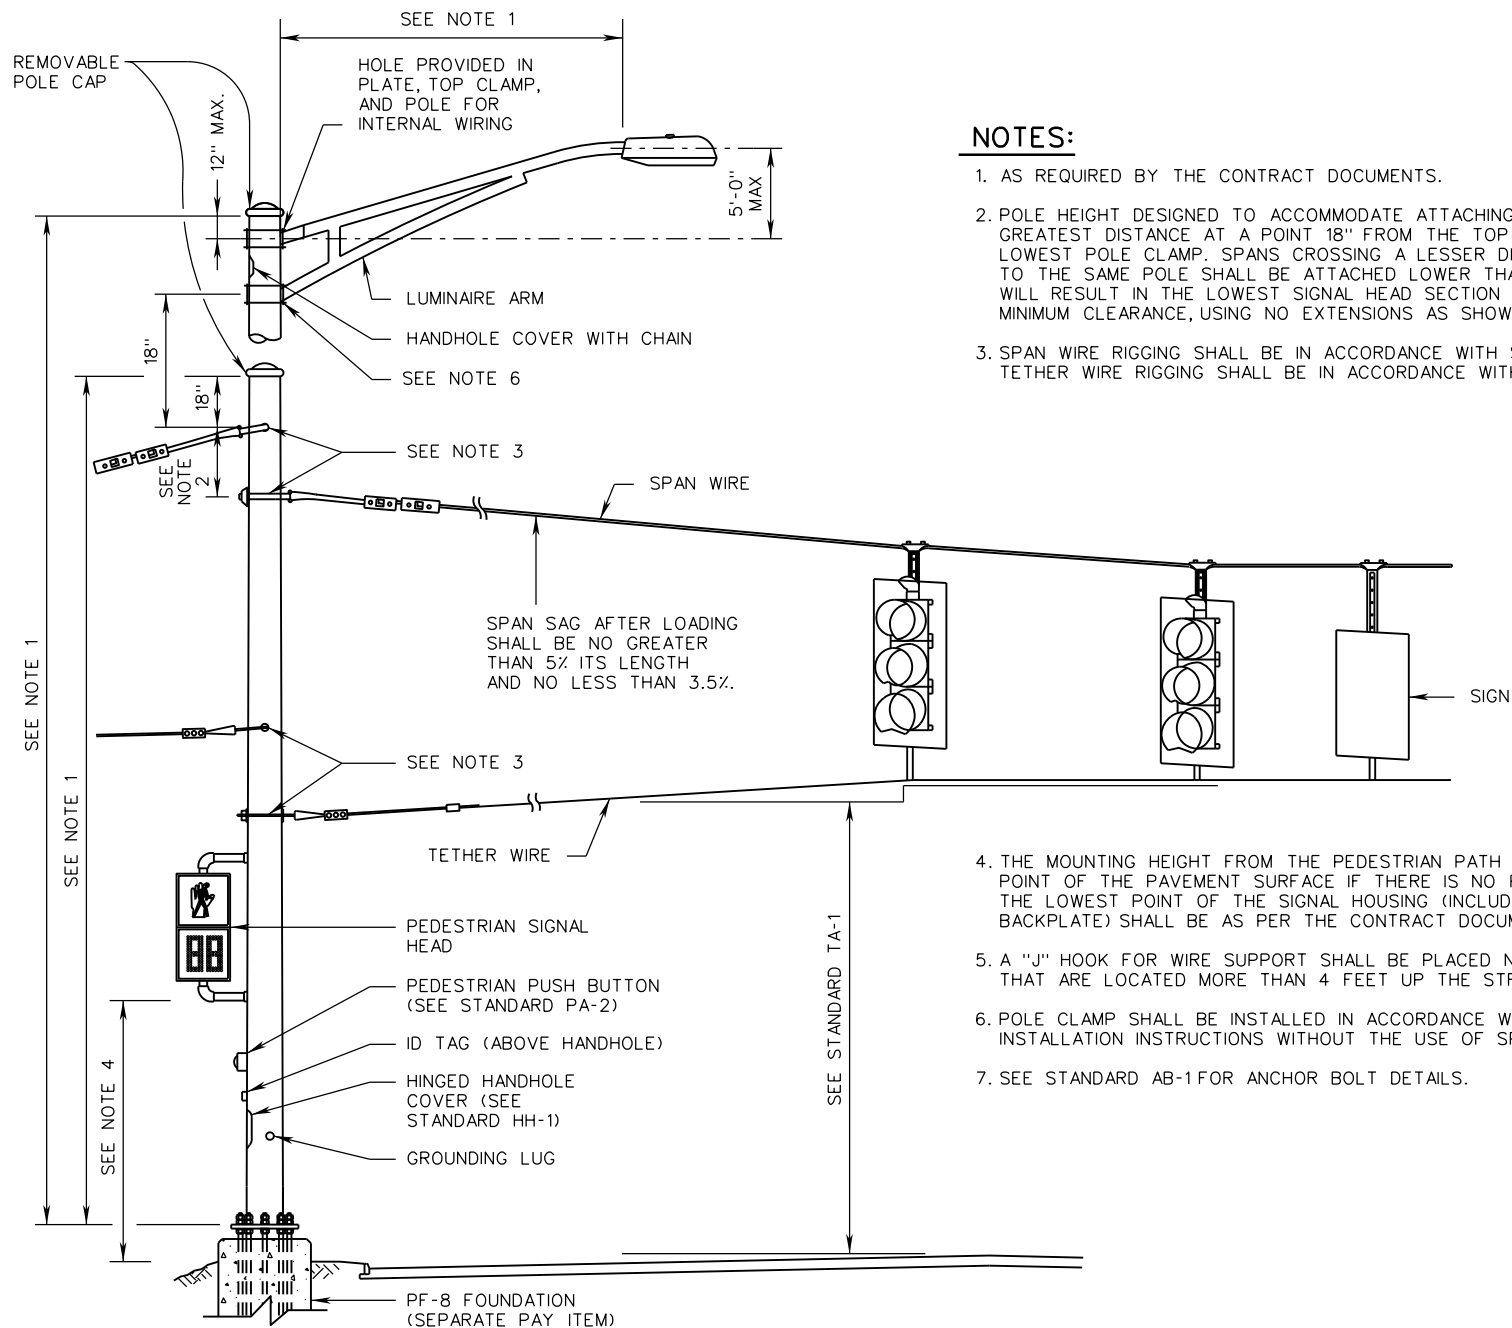 SEE NOTE 1
REMOVABLE
POLE CAP
HOLE PROVIDED IN
PLATE, TOP CLAMP,
AND POLE FOR
INTERNAL WIRING
12" MAX.
5'-0"
MAX
LUMINAIRE ARM
HANDHOLE COVER WITH CHAIN
SEE NOTE 6
18"
18"
SEE NOTE 3
SEE
NOTE
2
SPAN WIRE
SPAN SAG AFTER LOADING
SHALL BE NO GREATER
THAN 5% ITS LENGTH
AND NO LESS THAN 3.5%.
SIGN
SEE NOTE 1
SEE NOTE 1
SEE NOTE 3
TETHER WIRE
PEDESTRIAN SIGNAL
HEAD
88
PEDESTRIAN PUSH BUTTON
(SEE STANDARD PA-2)
ID TAG (ABOVE HANDHOLE)
HINGED HANDHOLE
COVER (SEE
STANDARD HH-1)
GROUNDING LUG
SEE NOTE 4
SEE STANDARD TA-1
PF-8 FOUNDATION
(SEPARATE PAY ITEM)
NOTES:
1. AS REQUIRED BY THE CONTRACT DOCUMENTS.
2. POLE HEIGHT DESIGNED TO ACCOMMODATE ATTACHING
GREATEST DISTANCE AT A POINT 18" FROM THE TOP
LOWEST POLE CLAMP. SPANS CROSSING A LESSER
TO THE SAME POLE SHALL BE ATTACHED LOWER
WILL RESULT IN THE LOWEST SIGNAL HEAD SECTION
MINIMUM CLEARANCE, USING NO EXTENSIONS AS
3. SPAN WIRE RIGGING SHALL BE IN ACCORDANCE WITH
TETHER WIRE RIGGING SHALL BE IN ACCORDANCE
4. THE MOUNTING HEIGHT FROM THE PEDESTRIAN PATH
POINT OF THE PAVEMENT SURFACE IF THERE IS NO
THE LOWEST POINT OF THE SIGNAL HOUSING
BACKPLATE) SHALL BE AS PER THE CONTRACT
5. A "J" HOOK FOR WIRE SUPPORT SHALL BE PLACED
THAT ARE LOCATED MORE THAN 4 FEET UP THE
6. POLE CLAMP SHALL BE INSTALLED IN ACCORDANCE
INSTALLATION INSTRUCTIONS WITHOUT THE USE OF
7. SEE STANDARD AB-1 FOR ANCHOR BOLT DETAILS.